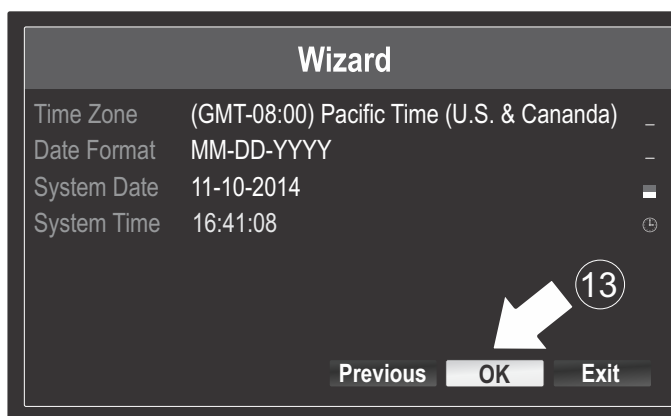 Wizard
Time Zone (GMT-08:00) Pacific Time (U.S. & Cananda) _
Date Format MM-DD-YYYY _
System Date 11-10-2014
System Time 16:41:08
13
Previous OK Exit